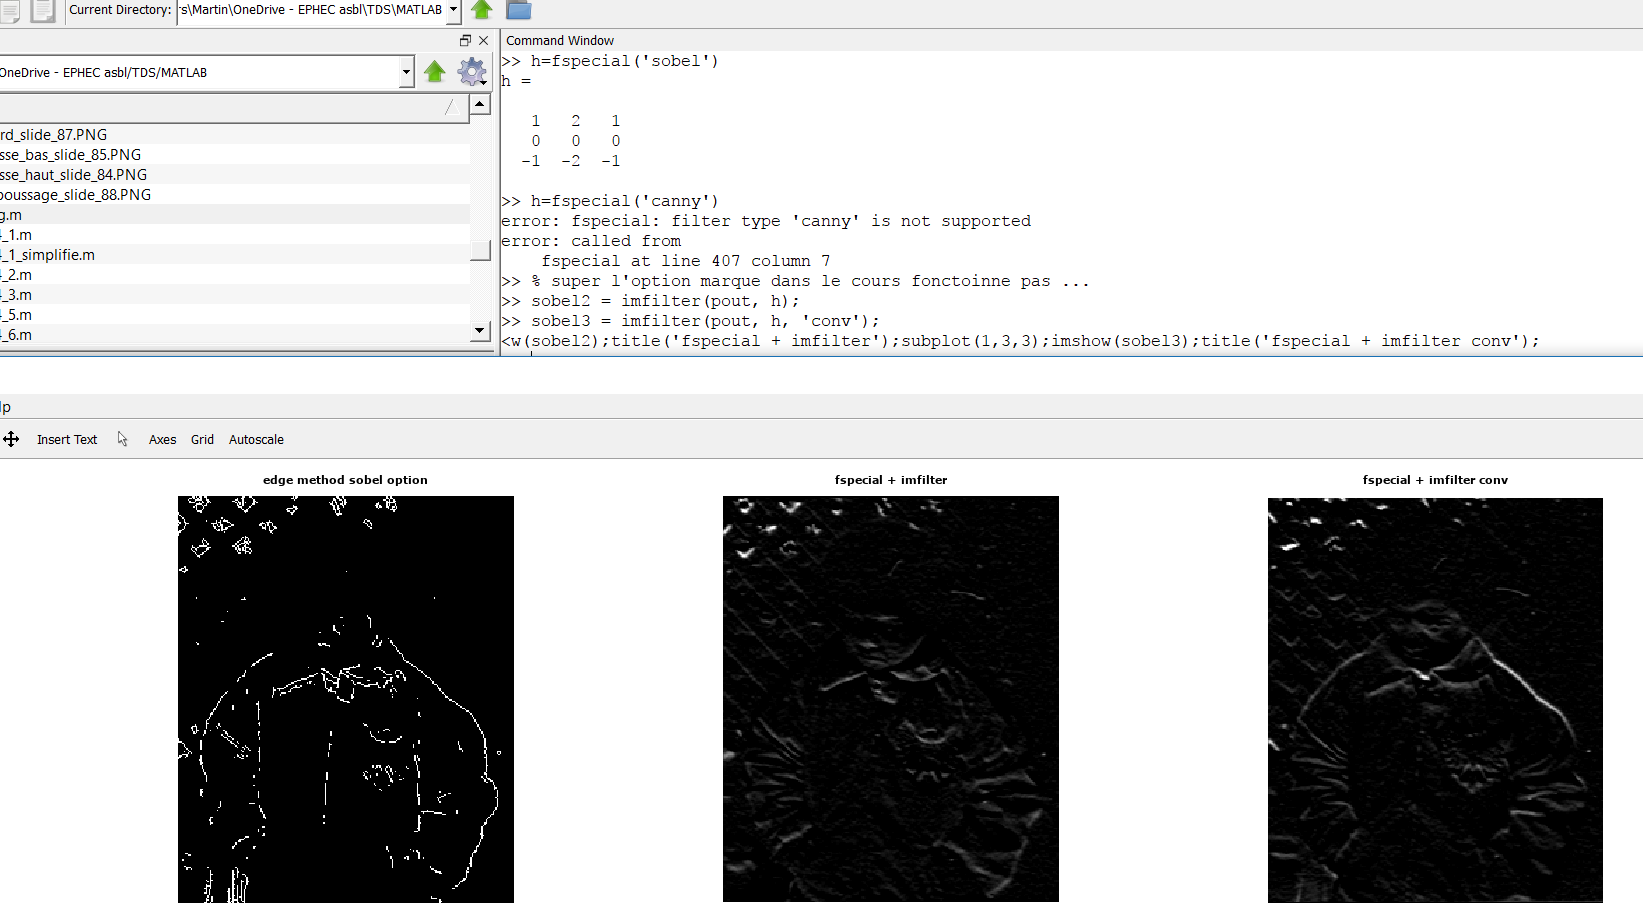 Current Directory: s\Martin\OneDrive - EPHEC asbl\TDS\MATLAB
Command Window
OneDrive - EPHEC asbl/TDS/MATLAB
rd_slide_87.PNG
sse_bas_slide_85.PNG
sse_haut_slide_84.PNG
poussage_slide_88.PNG
g.m
_1.m
_1_simplifie.m
_2.m
_3.m
_5.m
_6.m
>> h=fspecial('sobel')
h =
1 2 1
0 0 0
-1 -2 -1
>> h=fspecial('canny')
error: fspecial: filter type 'canny' is not supported
error: called from
fspecial at line 407 column 7
>> % super l'option marque dans le cours fonctoinne pas ...
>> sobel2 = imfilter(pout, h);
>> sobel3 = imfilter(pout, h, 'conv');
<w(sobel2);title('fspecial + imfilter');subplot(1,3,3);imshow(sobel3);title('fspecial + imfilter conv');
lp
Insert Text Axes Grid Autoscale
edge method sobel option
fspecial + imfilter
fspecial + imfilter conv